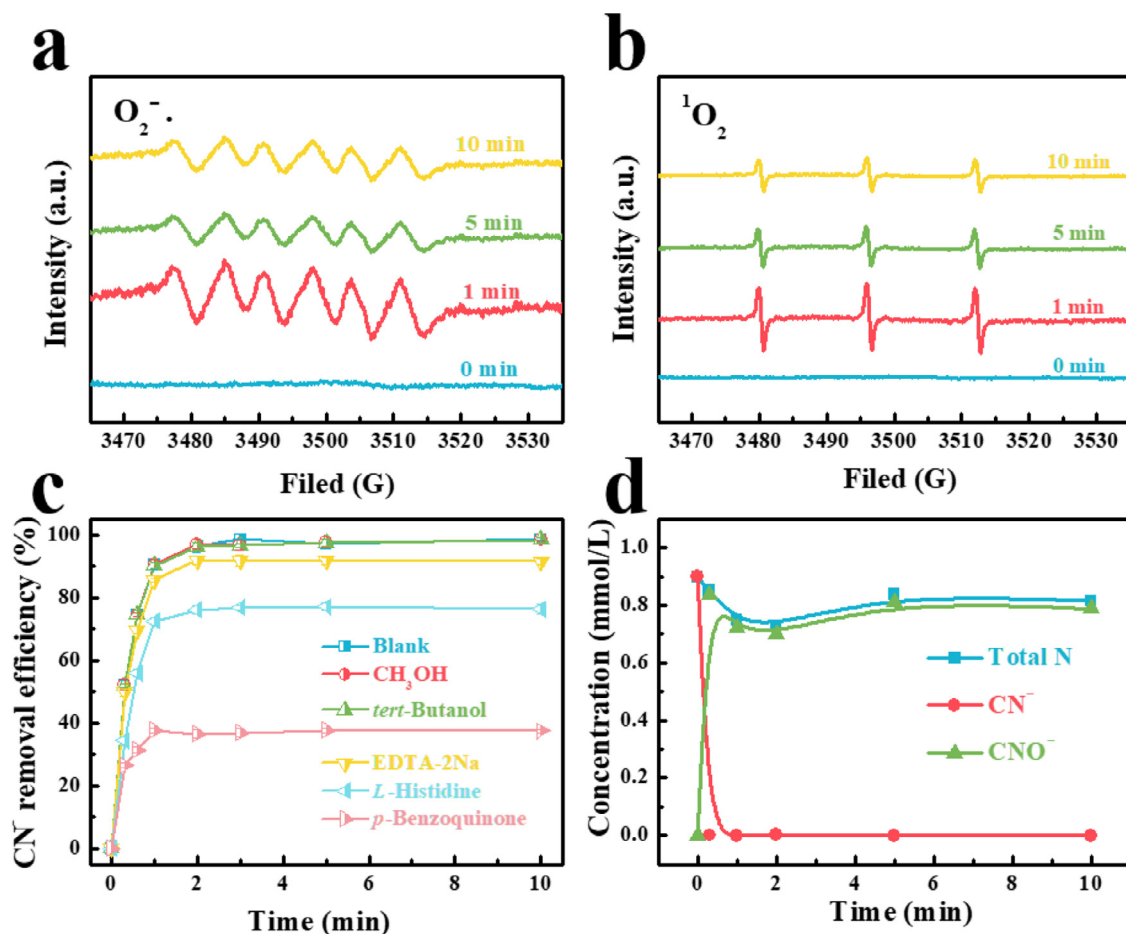 a
O₂⁻.
10 min
5 min
1 min
0 min
Intensity (a.u.)
3470 3480 3490 3500 3510 3520 3530
Filed (G)
b
¹O₂
10 min
5 min
1 min
0 min
Intensity (a.u.)
3470 3480 3490 3500 3510 3520 3530
Filed (G)
c
CN⁻ removal efficiency (%)
100
80
60
40
20
0
Blank
CH₃OH
tert-Butanol
EDTA-2Na
L-Histidine
p-Benzoquinone
0 2 4 6 8 10
Time (min)
d
Concentration (mmol/L)
1.0
0.8
0.6
0.4
0.2
0.0
Total N
CN⁻
CNO⁻
0 2 4 6 8 10
Time (min)